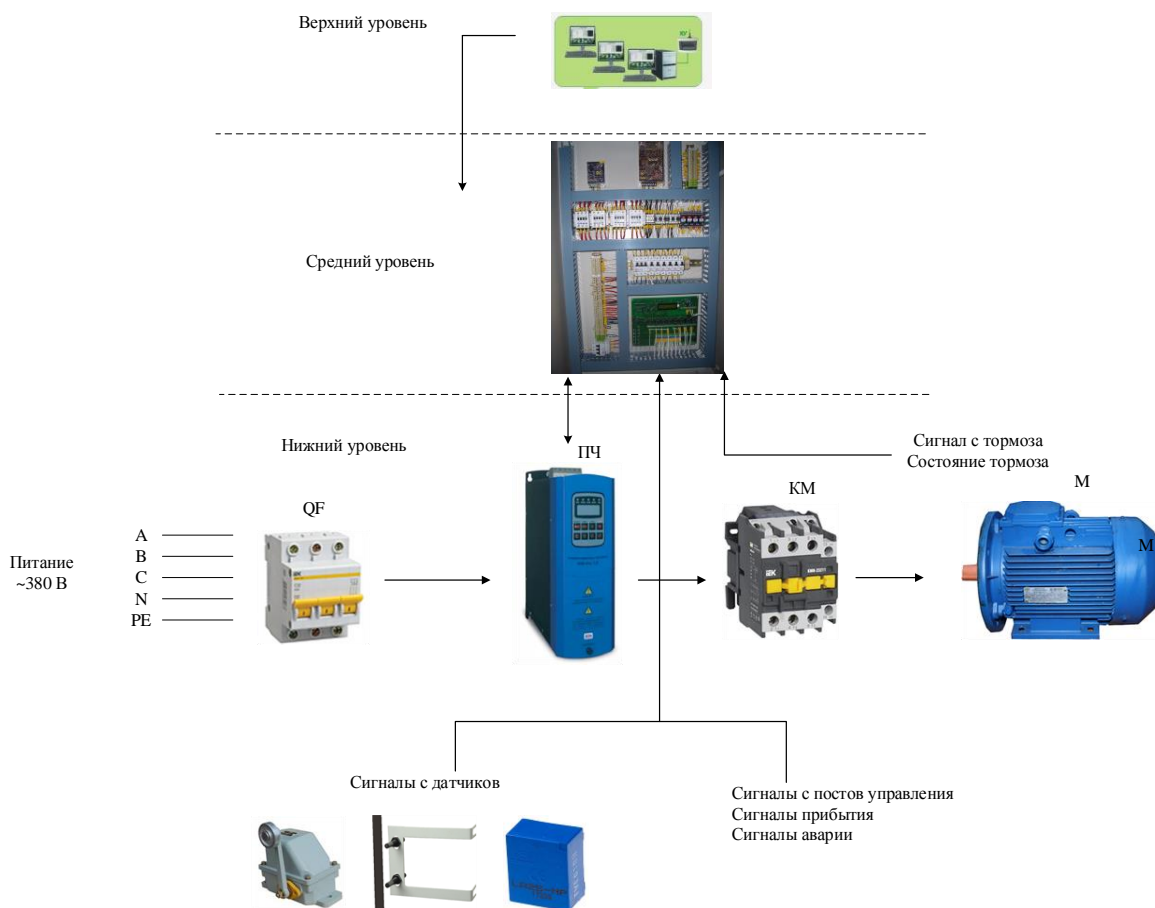 Верхний уровень
Средний уровень
Нижний уровень
Сигнал с тормоза
Состояние тормоза
ПЧ
КМ
М
QF
A
B
C
N
PE
Питание
~380 В
М
Сигналы с датчиков
Сигналы с постов управления
Сигналы прибытия
Сигналы аварии